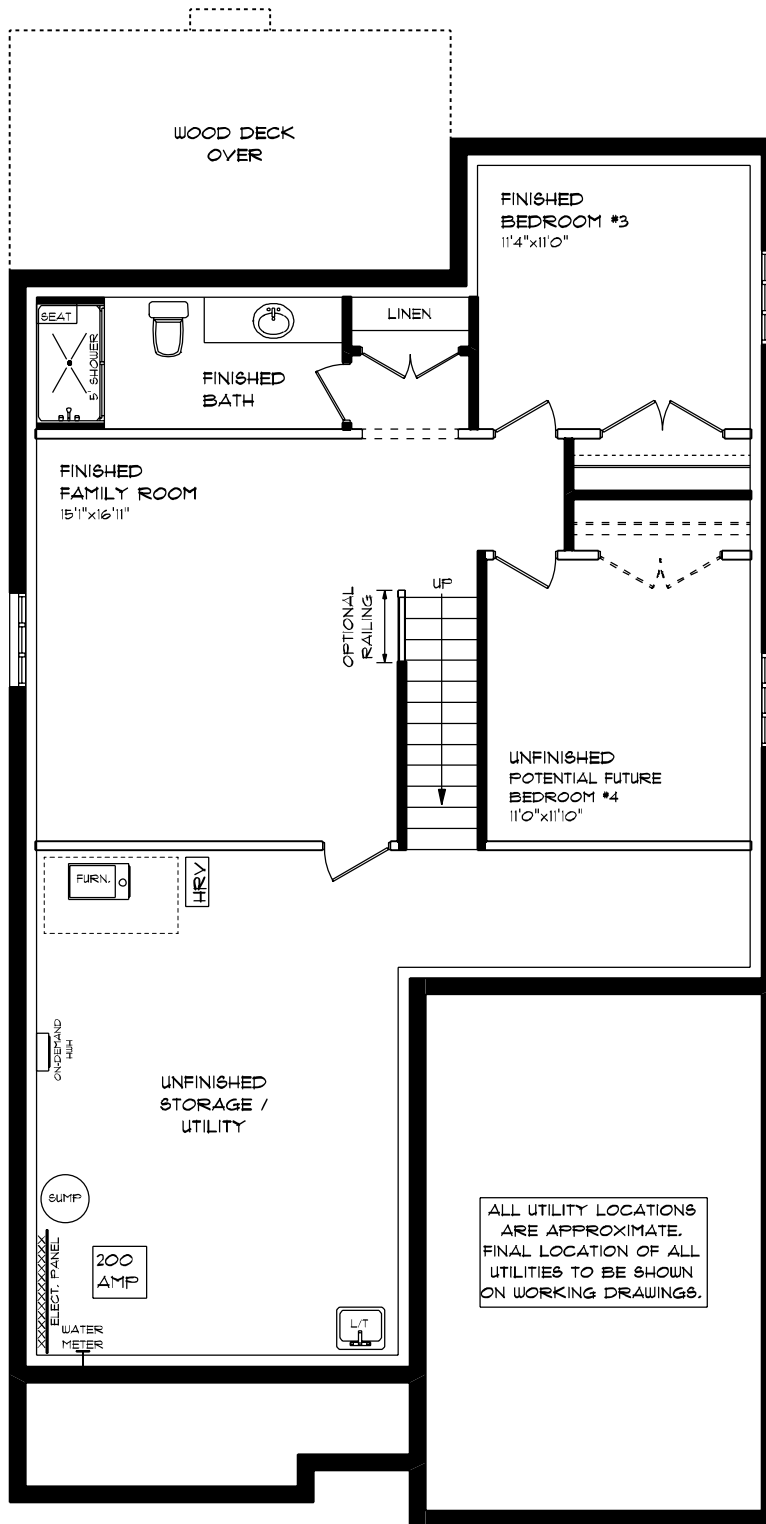 WOOD DECK
OVER
FINISHED
BEDROOM #3
11'4"x11'0"
SEAT
5' SHOWER
LINEN
FINISHED
BATH
FINISHED
FAMILY ROOM
15'1"x16'11"
UP
OPTIONAL
RAILING
UNFINISHED
POTENTIAL FUTURE
BEDROOM #4
11'0"x11'10"
FURN.
HRV
ON-DEMAND
HWH
UNFINISHED
STORAGE /
UTILITY
SUMP
ELECT. PANEL
200
AMP
WATER
METER
L/T
ALL UTILITY LOCATIONS
ARE APPROXIMATE.
FINAL LOCATION OF ALL
UTILITIES TO BE SHOWN
ON WORKING DRAWINGS.